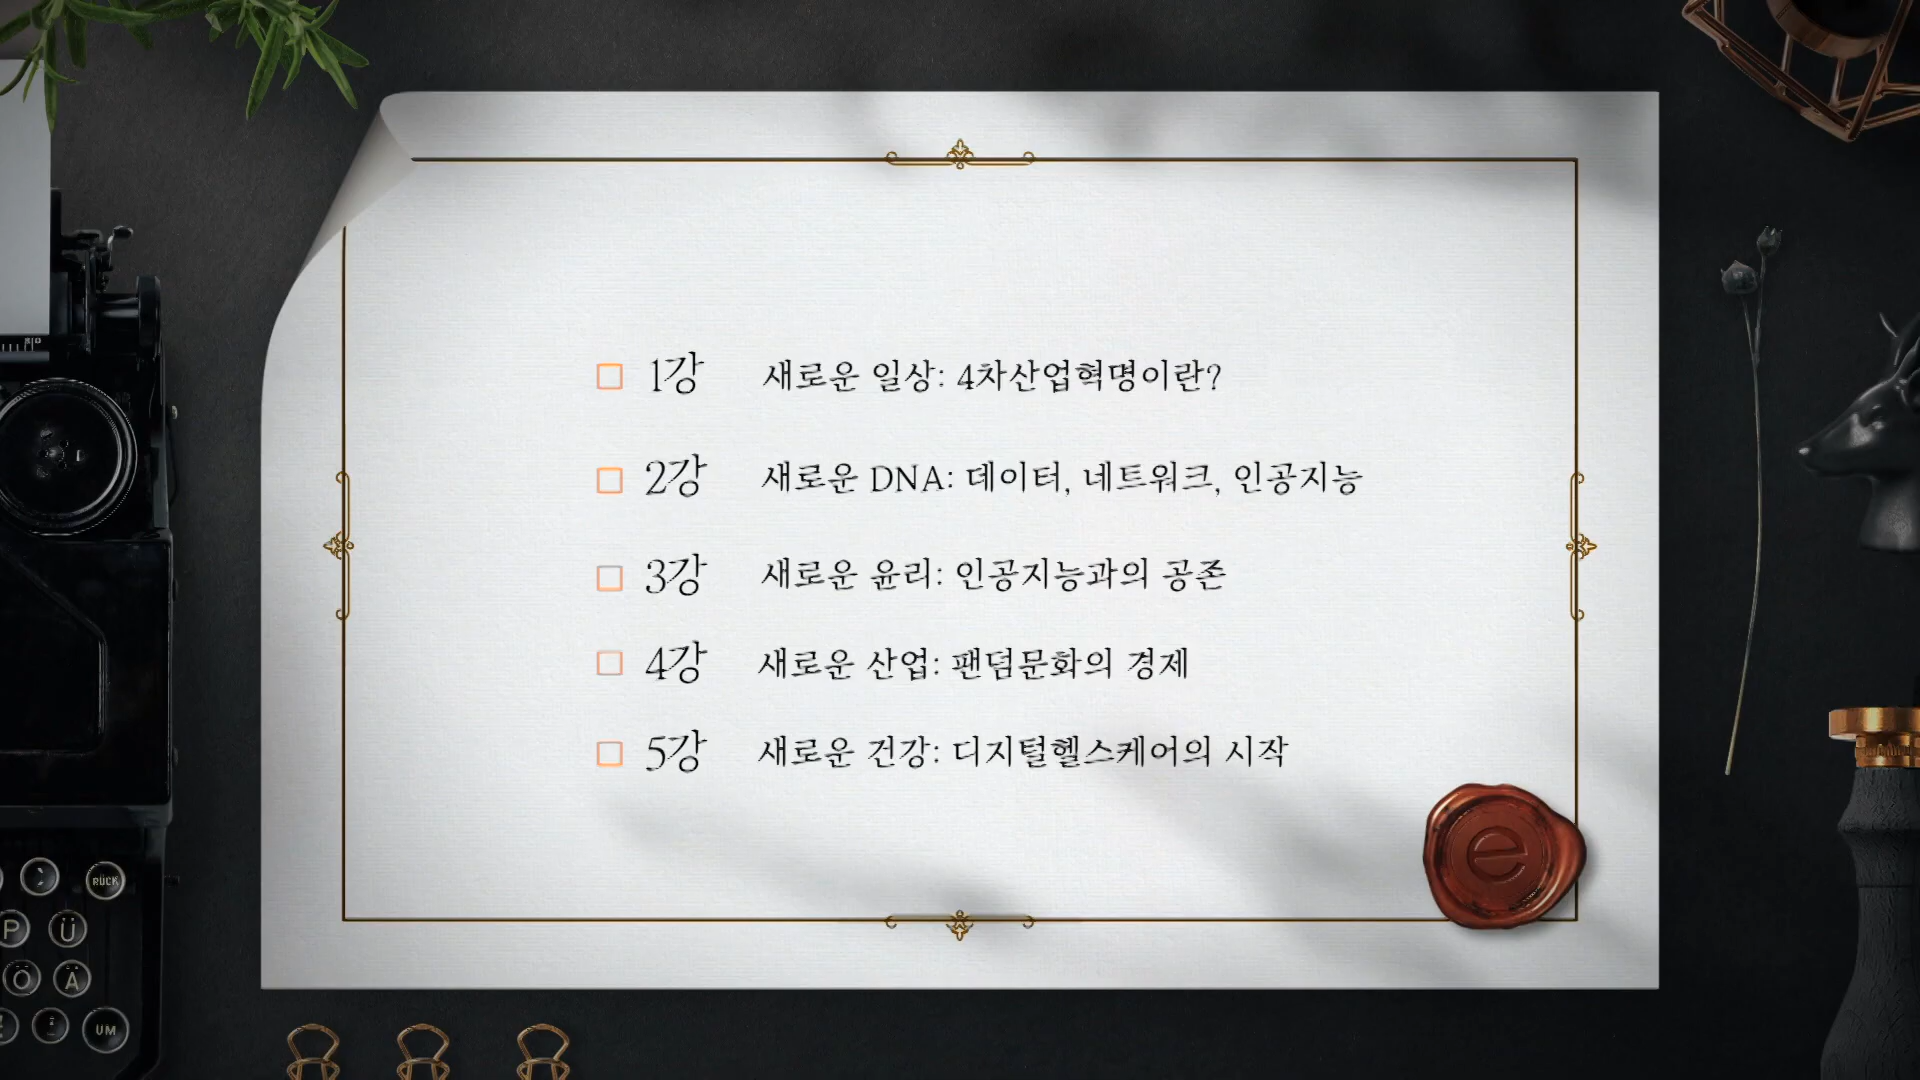 1강 새로운 일상: 4차산업혁명이란?
2강 새로운 DNA: 데이터, 네트워크, 인공지능
3강 새로운 윤리: 인공지능과의 공존
4강 새로운 산업: 팬덤문화의 경제
5강 새로운 건강: 디지털헬스케어의 시작
e
RÜCK
P Ü
O Ä
UM